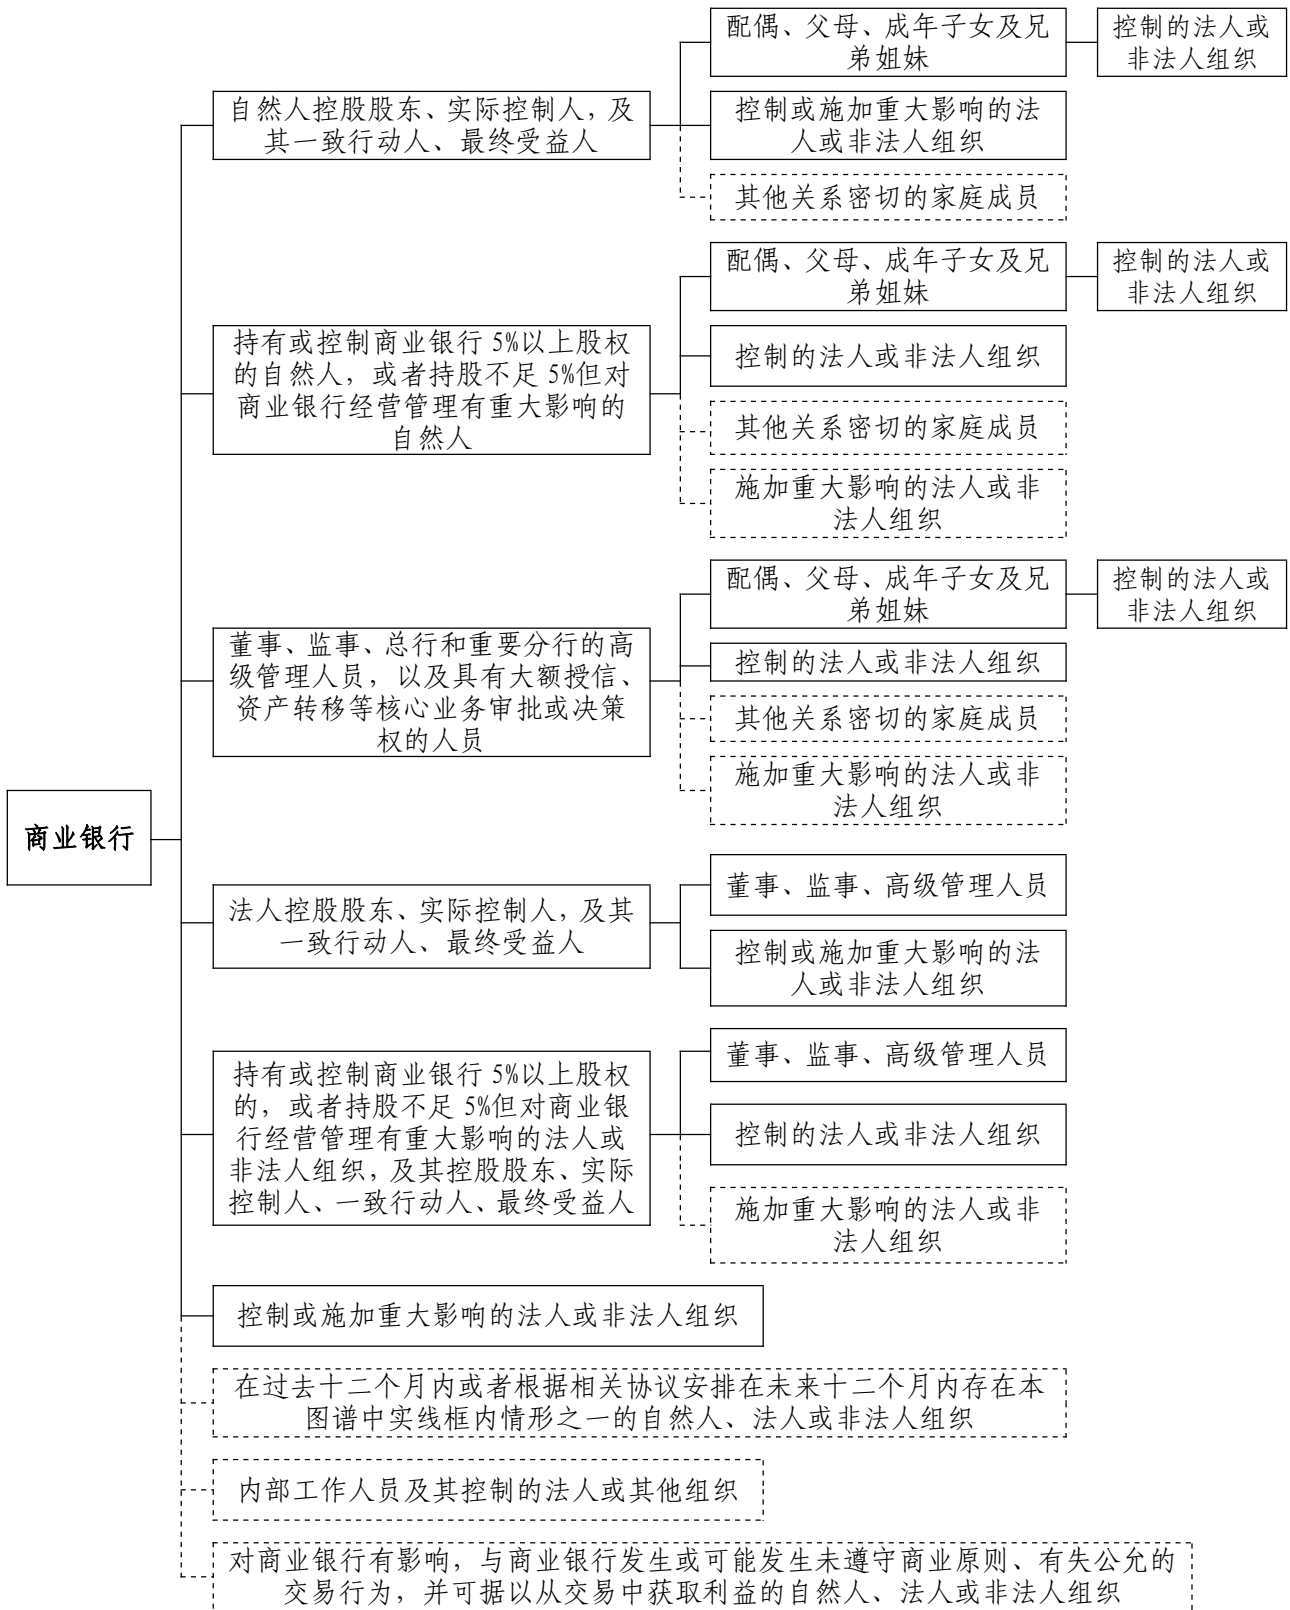 配偶、父母、成年子女及兄
弟姐妹
控制的法人或
非法人组织
自然人控股股东、实际控制人，及
其一致行动人、最终受益人
控制或施加重大影响的法
人或非法人组织
其他关系密切的家庭成员
配偶、父母、成年子女及兄
弟姐妹
控制的法人或
非法人组织
持有或控制商业银行 5%以上股权
的自然人，或者持股不足 5%但对
商业银行经营管理有重大影响的
自然人
控制的法人或非法人组织
其他关系密切的家庭成员
施加重大影响的法人或非
法人组织
配偶、父母、成年子女及兄
弟姐妹
控制的法人或
非法人组织
董事、监事、总行和重要分行的高
级管理人员，以及具有大额授信、
资产转移等核心业务审批或决策
权的人员
控制的法人或非法人组织
其他关系密切的家庭成员
施加重大影响的法人或非
法人组织
商业银行
法人控股股东、实际控制人，及其
一致行动人、最终受益人
董事、监事、高级管理人员
控制或施加重大影响的法
人或非法人组织
持有或控制商业银行 5%以上股权
的，或者持股不足 5%但对商业银
行经营管理有重大影响的法人或
非法人组织，及其控股股东、实际
控制人、一致行动人、最终受益人
董事、监事、高级管理人员
控制的法人或非法人组织
施加重大影响的法人或非
法人组织
控制或施加重大影响的法人或非法人组织
在过去十二个月内或者根据相关协议安排在未来十二个月内存在本
图谱中实线框内情形之一的自然人、法人或非法人组织
内部工作人员及其控制的法人或其他组织
对商业银行有影响，与商业银行发生或可能发生未遵守商业原则、有失公允的
交易行为，并可据以从交易中获取利益的自然人、法人或非法人组织